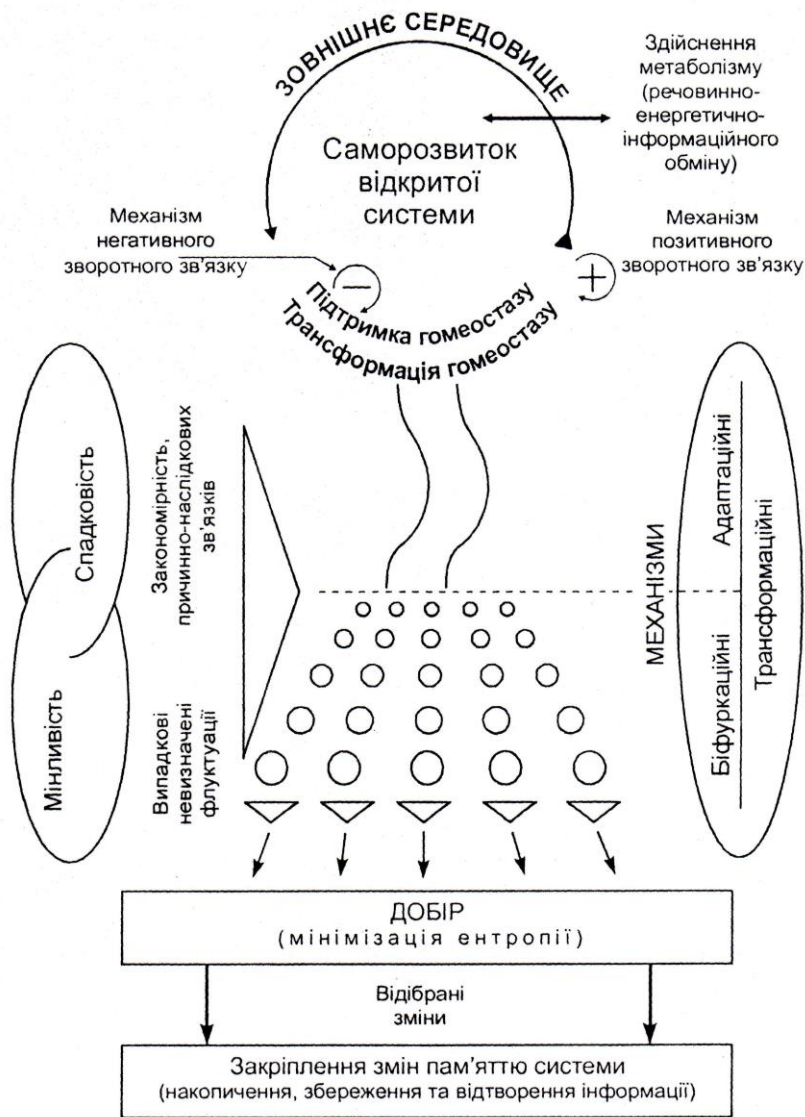 ЗОВНІШНЄ СЕРЕДОВИЩЕ
Здійснення
метаболізму
(речовинно-
енергетично-
інформаційного
обміну)
Саморозвиток
відкритої
системи
Механізм
негативного
зворотного зв'язку
Механізм
позитивного
зворотного зв'язку
−
+
Підтримка гомеостазу
Трансформація гомеостазу
Спадковість
Мінливість
Закономірність,
причинно-наслідкових
зв'язків
Випадкові
невизначені
флуктуації
МЕХАНІЗМИ
Адаптаційні
Біфуркаційні
Трансформаційні
ДОБІР
(мінімізація ентропії)
Відібрані
зміни
Закріплення змін пам'яттю системи
(накопичення, збереження та відтворення інформації)